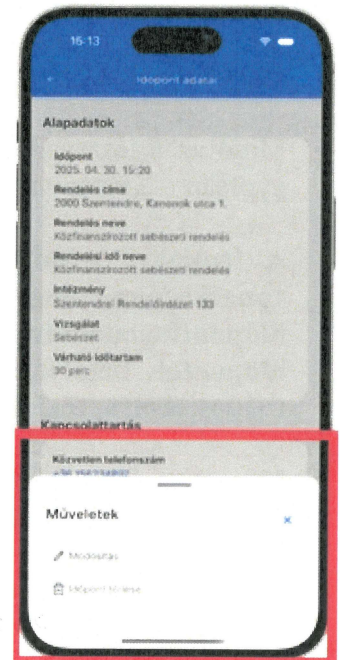 15:13
Időpont adatai
Alapadatok
Időpont
2025. 04. 30. 15:20
Rendelés címe
2000 Szentendre, Kanonok utca 1.
Rendelés neve
Közfinanszírozott sebészeti rendelés
Rendelési idő neve
Közfinanszírozott sebészeti rendelés
Intézmény
Szentendrei Rendelőintézet 133
Vizsgálat
Sebészet
Várható időtartam
30 perc
Kapcsolattartás
Közvetlen telefonszám
Műveletek
Módosítás
Időpont törlése